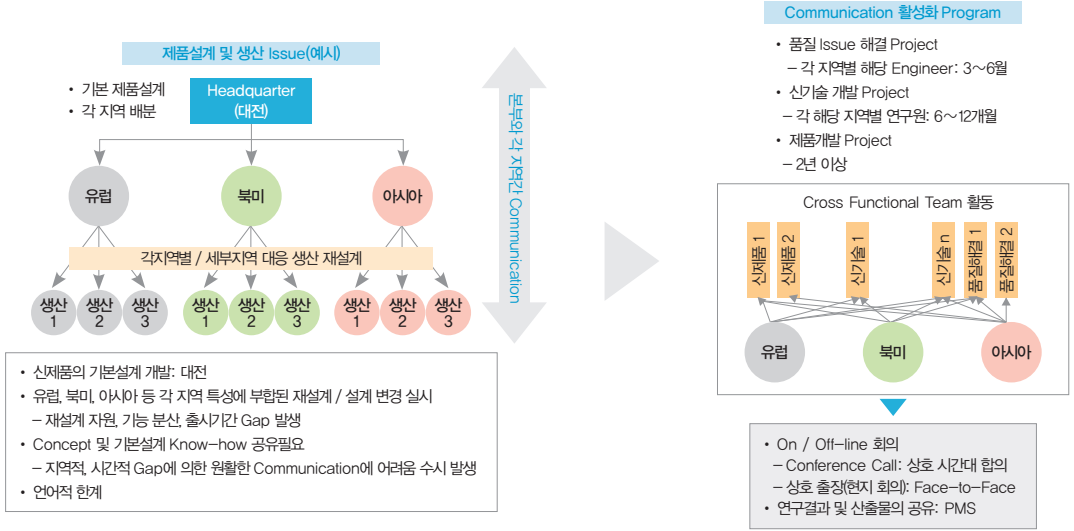 제품설계 및 생산 Issue(예시)
• 기본 제품설계
• 각 지역 배분
Headquarter
(대전)
유럽
북미
아시아
각지역별 / 세부지역 대응 생산 재설계
생산
1
생산
2
생산
3
생산
1
생산
2
생산
3
생산
1
생산
2
생산
3
본부와 각 지역간 Communication
• 신제품의 기본설계 개발: 대전
• 유럽, 북미, 아시아 등 각 지역 특성에 부합된 재설계 / 설계 변경 실시
– 재설계 자원, 기능 분산, 출시기간 Gap 발생
• Concept 및 기본설계 Know-how 공유필요
– 지역적, 시간적 Gap에 의한 원활한 Communication에 어려움 수시 발생
• 언어적 한계
Communication 활성화 Program
• 품질 Issue 해결 Project
– 각 지역별 해당 Engineer: 3～6월
• 신기술 개발 Project
– 각 해당 지역별 연구원: 6～12개월
• 제품개발 Project
– 2년 이상
Cross Functional Team 활동
신제품 1
신제품 2
신기술 1
신기술 n
품질해결 1
품질해결 2
유럽
북미
아시아
• On / Off-line 회의
– Conference Call: 상호 시간대 합의
– 상호 출장(현지 회의): Face-to-Face
• 연구결과 및 산출물의 공유: PMS